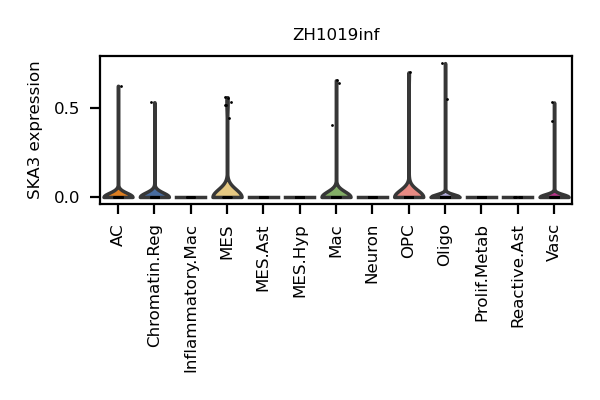 ZH1019inf
SKA3 expression
0.5
0.0
AC
Chromatin.Reg
Inflammatory.Mac
MES
MES.Ast
MES.Hyp
Mac
Neuron
OPC
Oligo
Prolif.Metab
Reactive.Ast
Vasc